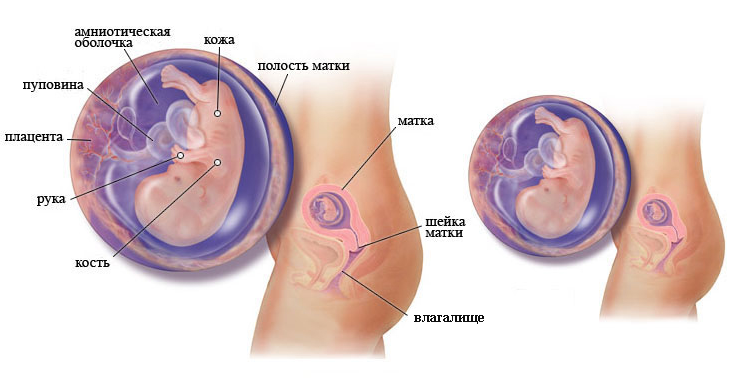 амниотическая
оболочка
кожа
полость матки
пуповина
плацента
матка
рука
шейка
матки
кость
влагалище